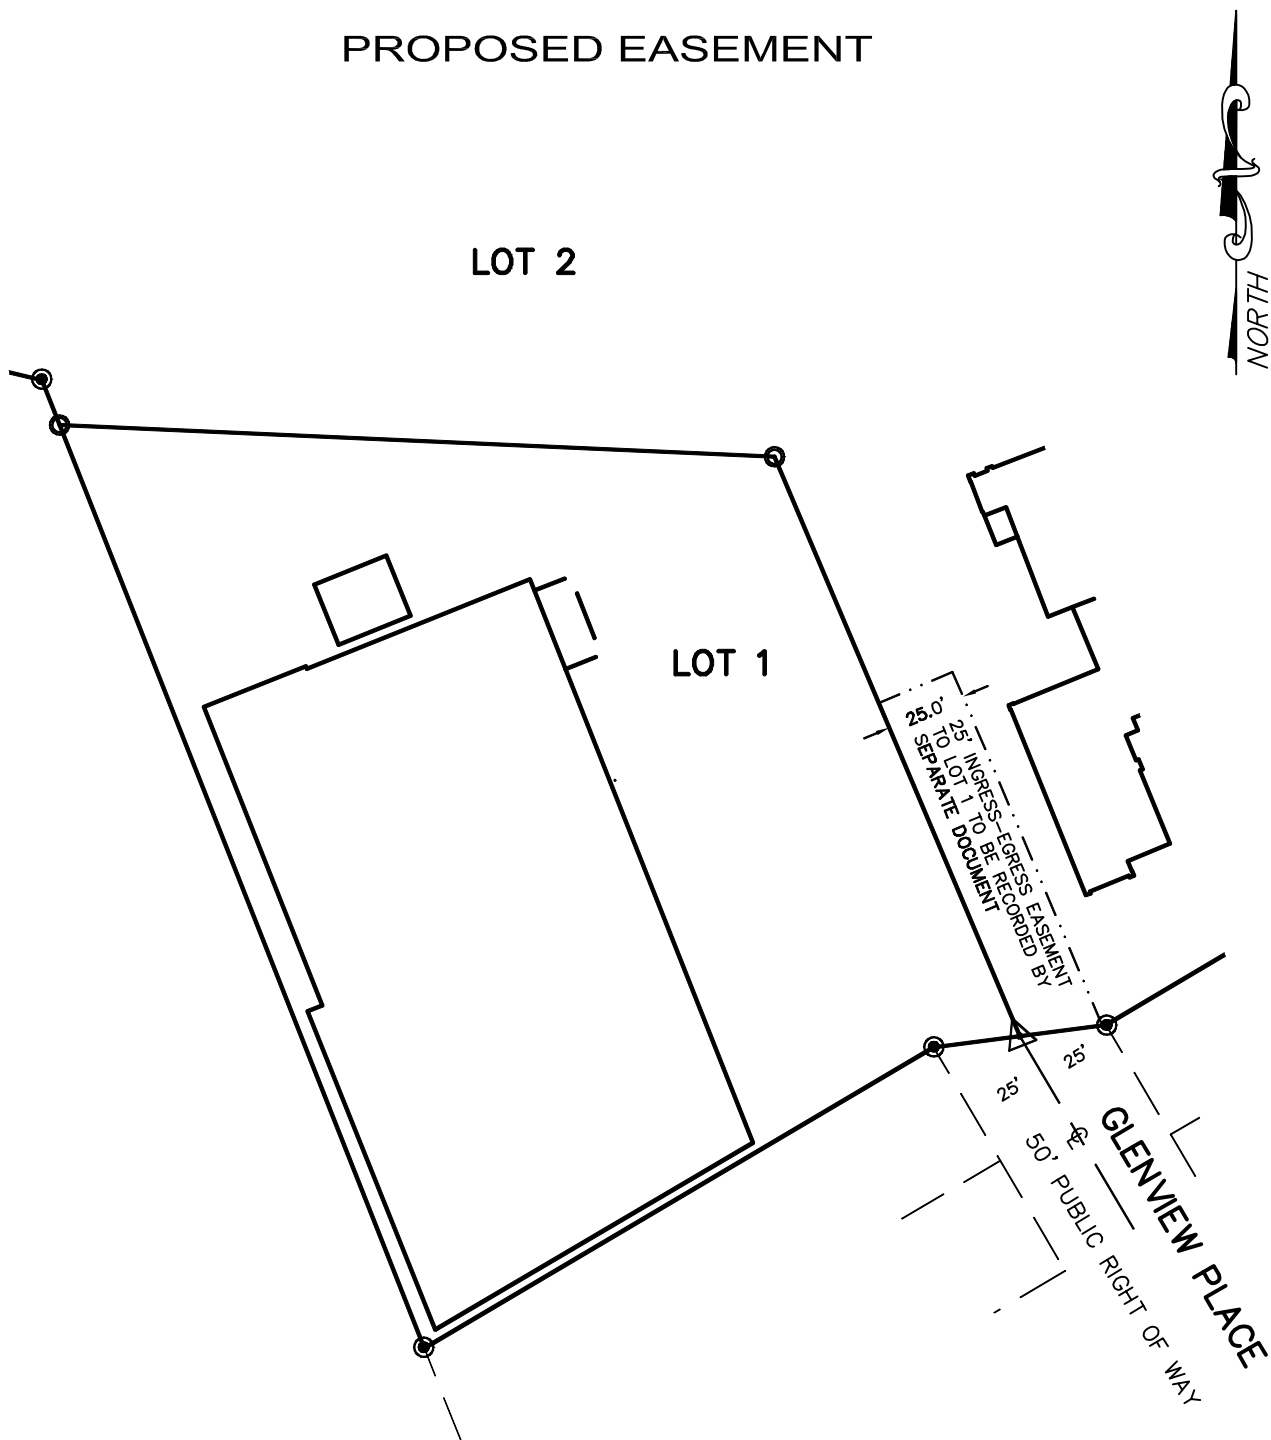 PROPOSED EASEMENT
NORTH
LOT 2
LOT 1
25.0'
25' INGRESS-EGRESS EASEMENT
TO LOT 1 TO BE RECORDED BY
SEPARATE DOCUMENT
25'
25'
GLENVIEW PLACE
50' PUBLIC RIGHT OF WAY